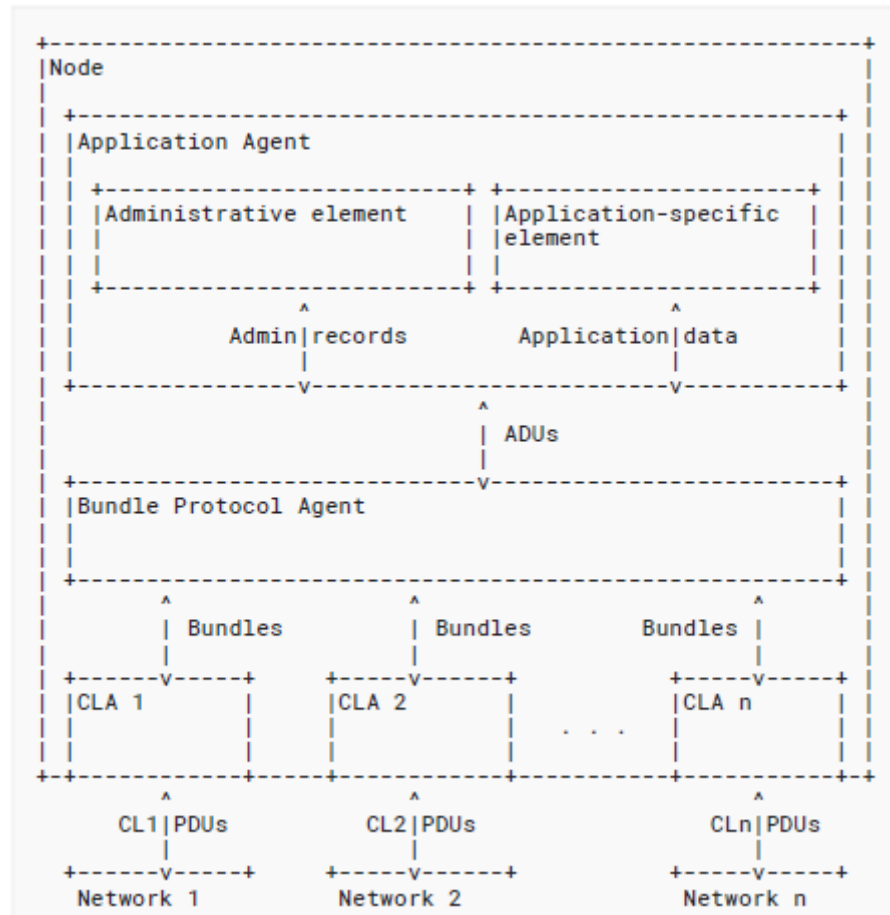 Node
Application Agent
Administrative element
Application-specific
element
Admin records
Application data
ADUs
Bundle Protocol Agent
Bundles Bundles Bundles
CLA 1 CLA 2 . . . CLA n
CL1 PDUs CL2 PDUs CLn PDUs
Network 1 Network 2 Network n